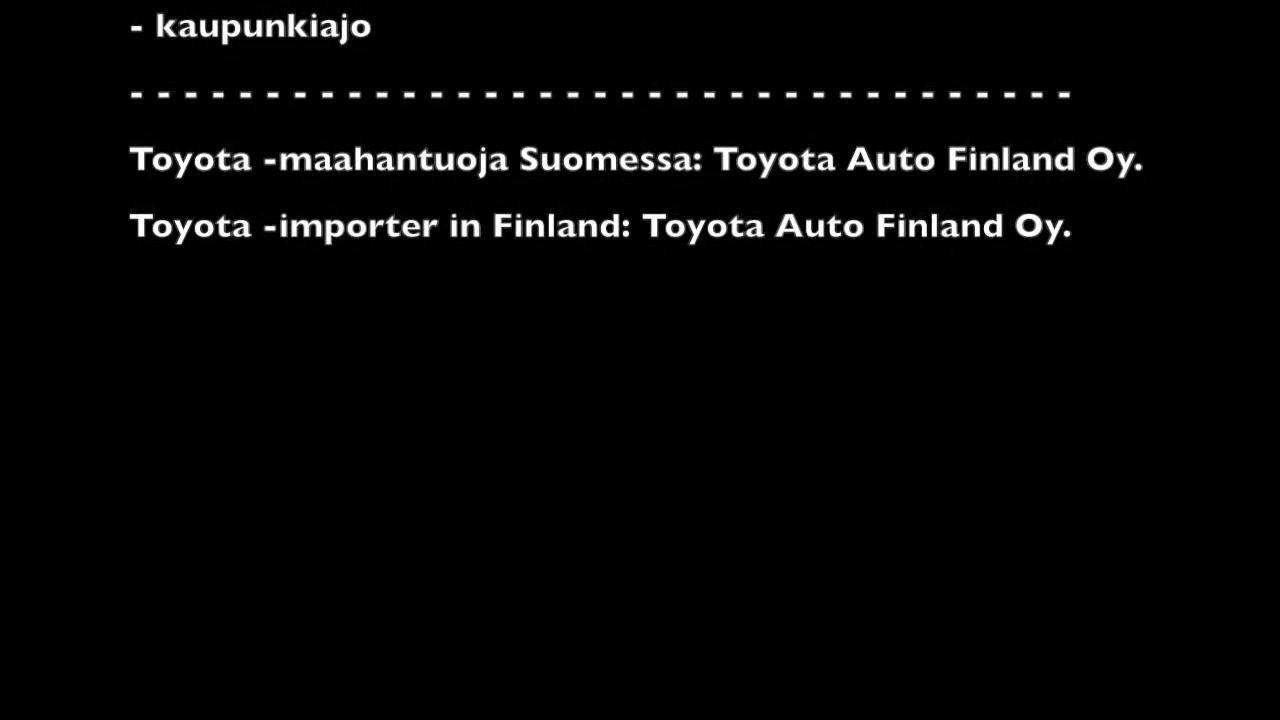 - kaupunkiajo
- - - - - - - - - - - - - - - - - - - - - - - - - - - - - - - - - - -
Toyota -maahantuoja Suomessa: Toyota Auto Finland Oy.
Toyota -importer in Finland: Toyota Auto Finland Oy.